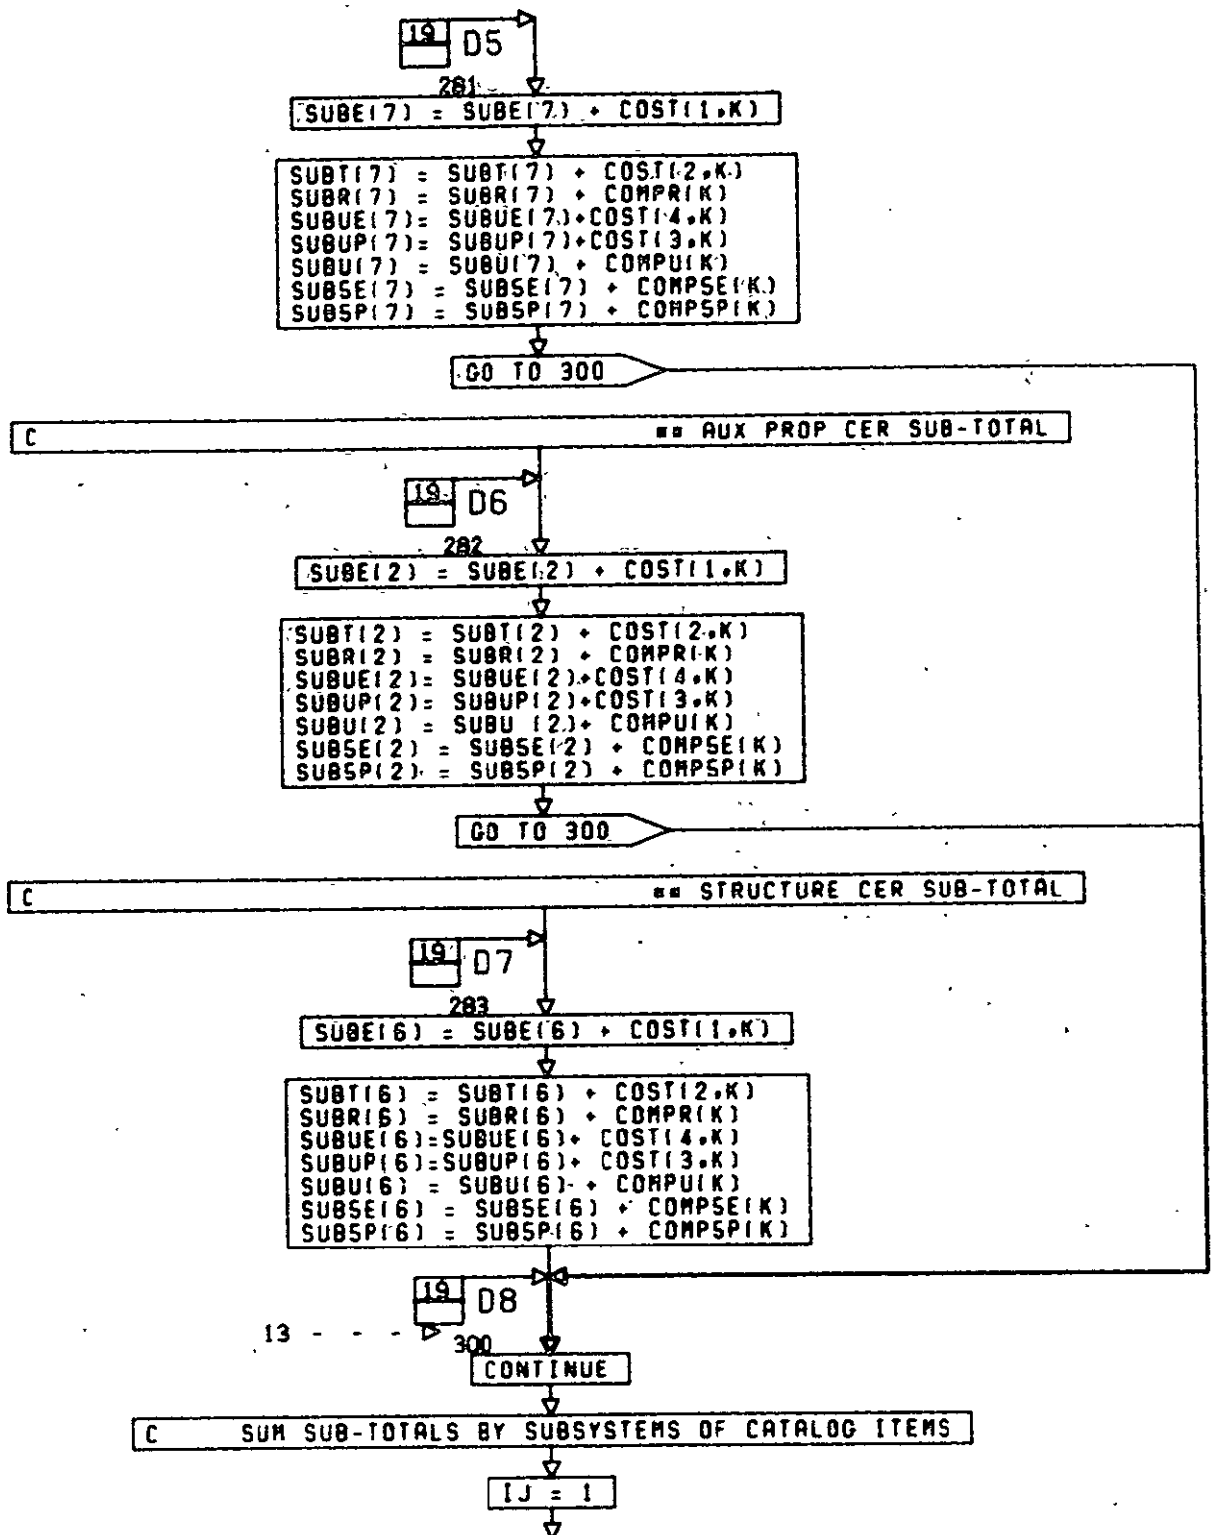 19 D5
281
SUBE(7) = SUBE(7) + COST(1,K)
SUBT(7) = SUBT(7) + COST(2,K)
SUBR(7) = SUBR(7) + COMPR(K)
SUBUE(7)= SUBUE(7)+COST(4,K)
SUBUP(7)= SUBUP(7)+COST(3,K)
SUBU(7) = SUBU(7) + COMPU(K)
SUBSE(7) = SUBSE(7) + COMPSE(K)
SUBSP(7) = SUBSP(7) + COMPSP(K)
GO TO 300
C ** AUX PROP CER SUB-TOTAL
19 D6
282
SUBE(2) = SUBE(2) + COST(1,K)
SUBT(2) = SUBT(2) + COST(2,K)
SUBR(2) = SUBR(2) + COMPR(K)
SUBUE(2)= SUBUE(2)+COST(4,K)
SUBUP(2)= SUBUP(2)+COST(3,K)
SUBU(2) = SUBU (2)+ COMPU(K)
SUBSE(2) = SUBSE(2) + COMPSE(K)
SUBSP(2) = SUBSP(2) + COMPSP(K)
GO TO 300
C ** STRUCTURE CER SUB-TOTAL
19 D7
283
SUBE(6) = SUBE(6) + COST(1,K)
SUBT(6) = SUBT(6) + COST(2,K)
SUBR(6) = SUBR(6) + COMPR(K)
SUBUE(6)=SUBUE(6)+ COST(4,K)
SUBUP(6)=SUBUP(6)+ COST(3,K)
SUBU(6) = SUBU(6) + COMPU(K)
SUBSE(6) = SUBSE(6) + COMPSE(K)
SUBSP(6) = SUBSP(6) + COMPSP(K)
19 D8
13 - - - 300
CONTINUE
C SUM SUB-TOTALS BY SUBSYSTEMS OF CATALOG ITEMS
IJ = 1